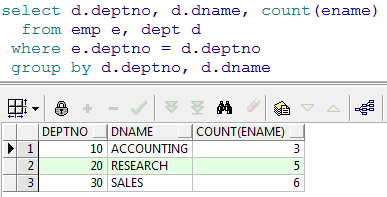 select d.deptno, d.dname, count(ename)
from emp e, dept d
where e.deptno = d.deptno
group by d.deptno, d.dname
DEPTNO DNAME COUNT(ENAME)
1 10 ACCOUNTING 3
2 20 RESEARCH 5
3 30 SALES 6